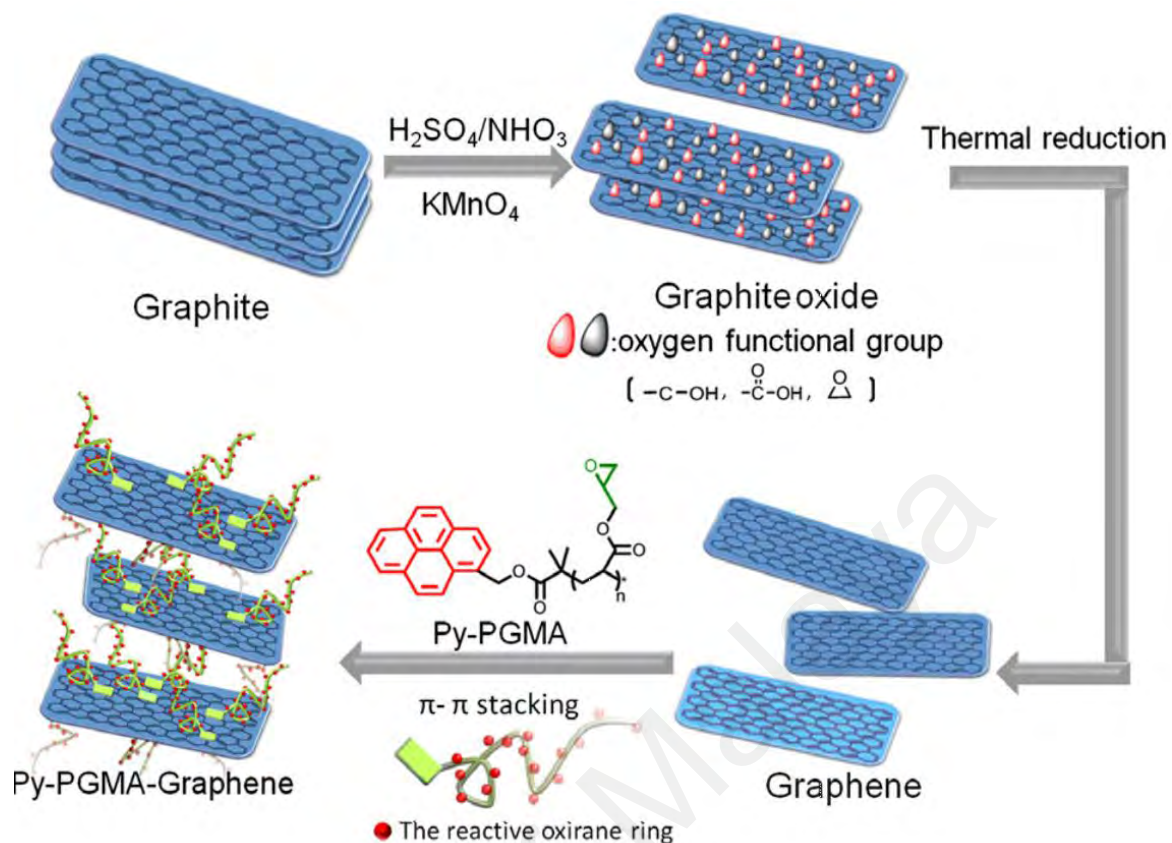 H₂SO₄/NHO₃
KMnO₄
Thermal reduction
Graphite
Graphite oxide
:oxygen functional group
[ -C-OH, -C-OH, O ]
O
O
O
O
O
n
*
Py-PGMA
π- π stacking
Py-PGMA-Graphene
Graphene
The reactive oxirane ring